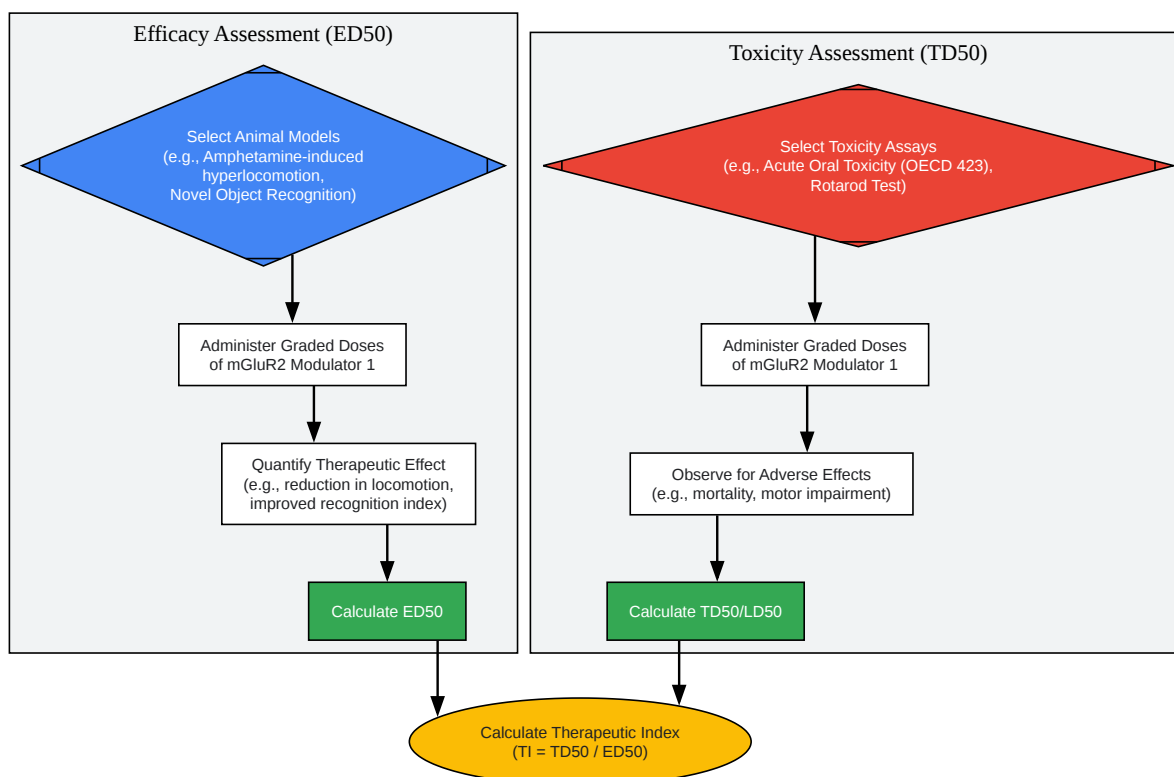 Efficacy Assessment (ED50)
Select Animal Models
(e.g., Amphetamine-induced
hyperlocomotion,
Novel Object Recognition)
Administer Graded Doses
of mGluR2 Modulator 1
Quantify Therapeutic Effect
(e.g., reduction in locomotion,
improved recognition index)
Calculate ED50
Toxicity Assessment (TD50)
Select Toxicity Assays
(e.g., Acute Oral Toxicity (OECD 423),
Rotarod Test)
Administer Graded Doses
of mGluR2 Modulator 1
Observe for Adverse Effects
(e.g., mortality, motor impairment)
Calculate TD50/LD50
Calculate Therapeutic Index
(TI = TD50 / ED50)